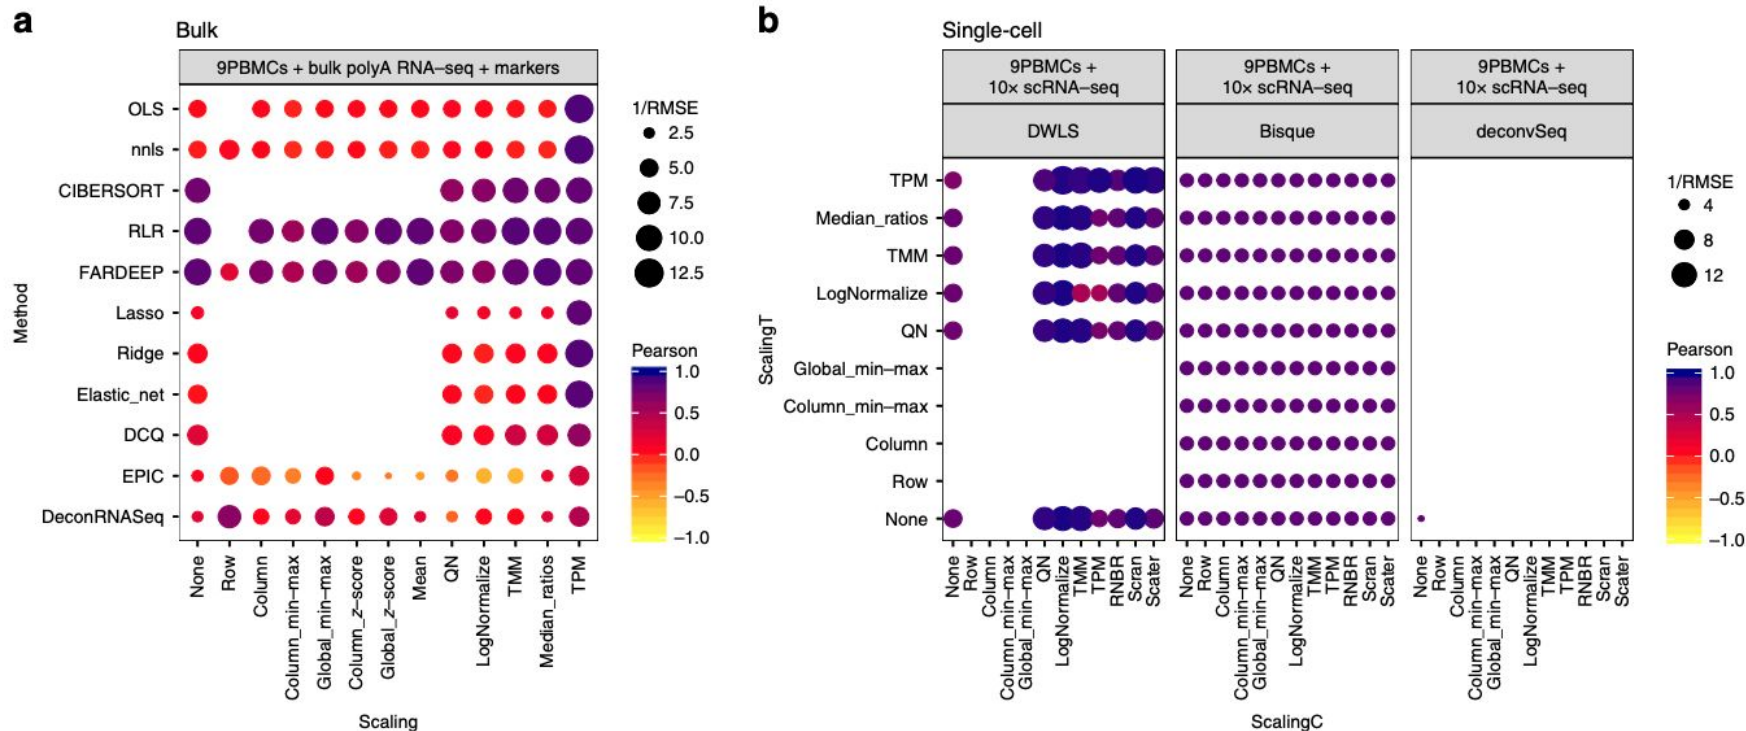 a
Bulk
9PBMCs + bulk polyA RNA–seq + markers
Method
OLS
nnls
CIBERSORT
RLR
FARDEEP
Lasso
Ridge
Elastic_net
DCQ
EPIC
DeconRNASeq
None
Row
Column
Column_min–max
Global_min–max
Column_z–score
Global_z–score
Mean
QN
LogNormalize
TMM
Median_ratios
TPM
Scaling
1/RMSE
2.5
5.0
7.5
10.0
12.5
Pearson
1.0
0.5
0.0
–0.5
–1.0
b
Single-cell
9PBMCs +
10× scRNA–seq
DWLS
9PBMCs +
10× scRNA–seq
Bisque
9PBMCs +
10× scRNA–seq
deconvSeq
ScalingT
TPM
Median_ratios
TMM
LogNormalize
QN
Global_min–max
Column_min–max
Column
Row
None
None
Row
Column
Column_min–max
Global_min–max
QN
LogNormalize
TMM
TPM
RNBR
Scran
Scater
None
Row
Column
Column_min–max
Global_min–max
QN
LogNormalize
TMM
TPM
RNBR
Scran
Scater
None
Row
Column
Column_min–max
Global_min–max
QN
LogNormalize
TMM
TPM
RNBR
Scran
Scater
ScalingC
1/RMSE
4
8
12
Pearson
1.0
0.5
0.0
–0.5
–1.0